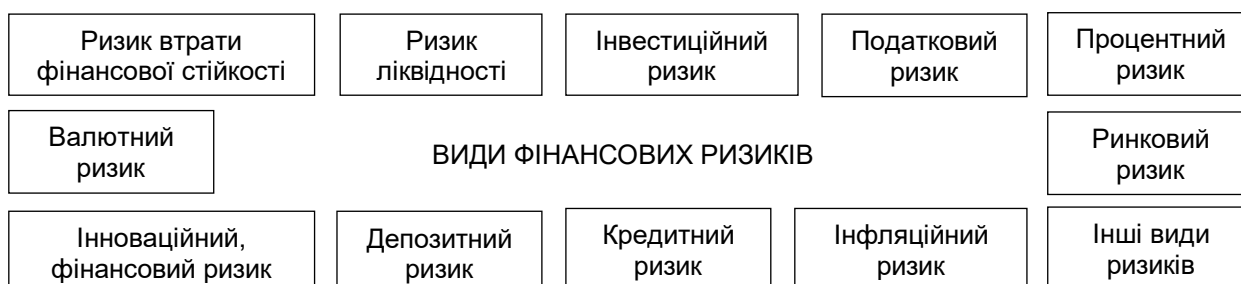 Ризик втрати
фінансової стійкості
Ризик
ліквідності
Інвестиційний
ризик
Податковий
ризик
Процентний
ризик
Валютний
ризик
ВИДИ ФІНАНСОВИХ РИЗИКІВ
Ринковий
ризик
Інноваційний,
фінансовий ризик
Депозитний
ризик
Кредитний
ризик
Інфляційний
ризик
Інші види
ризиків